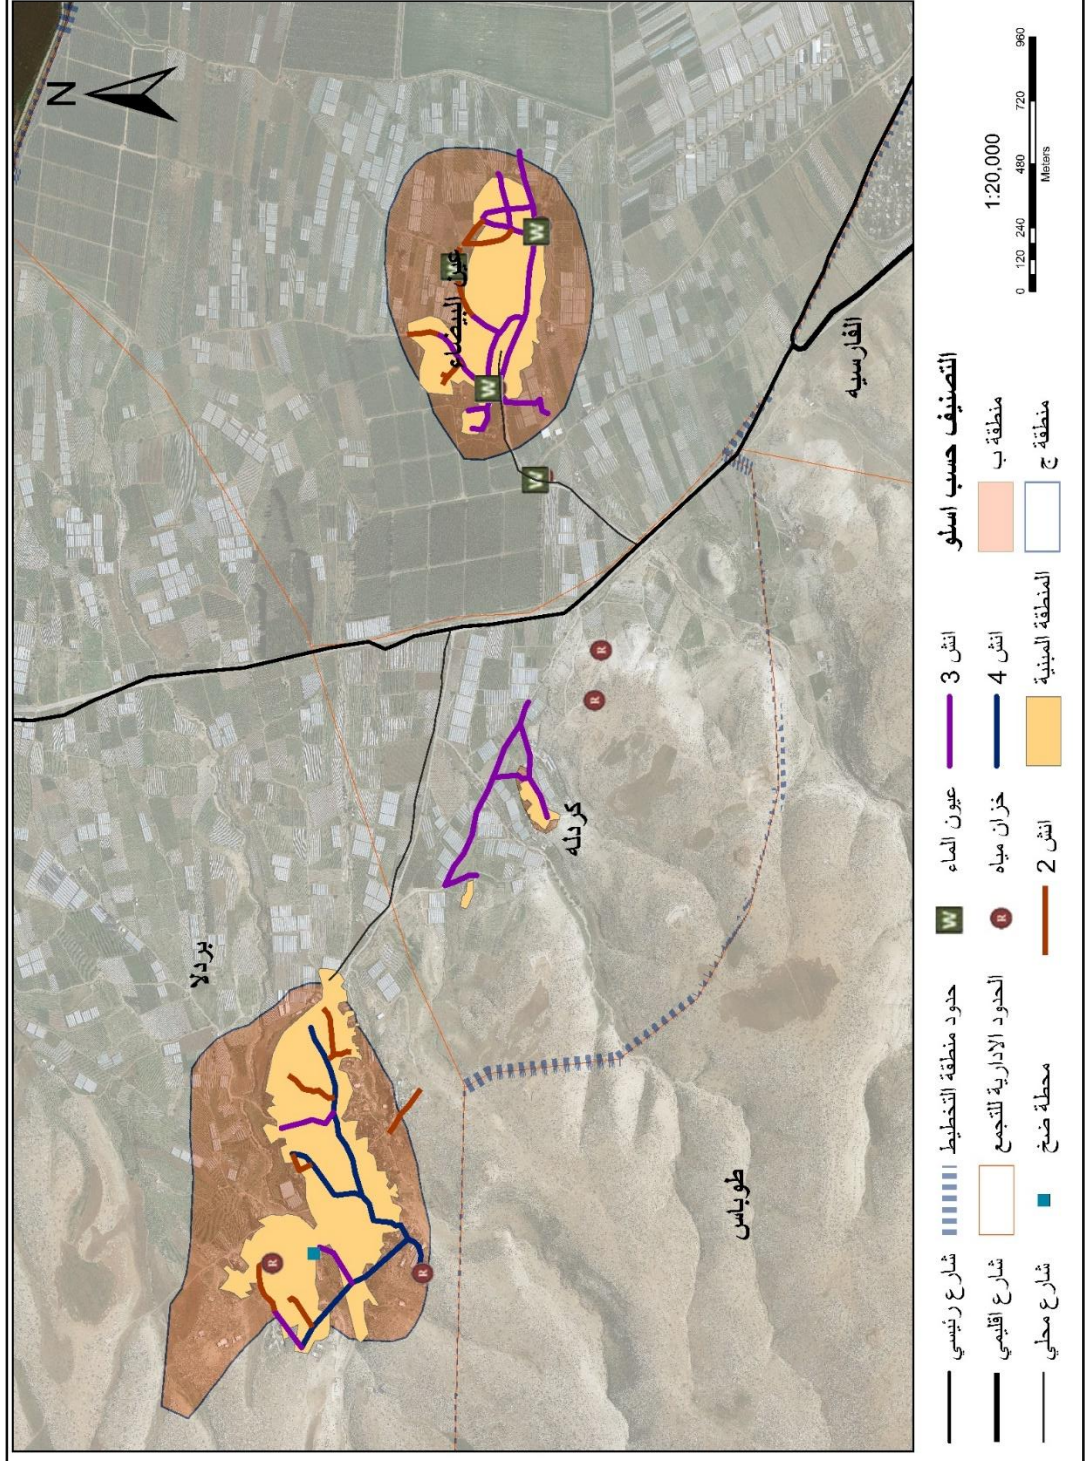 N
عين البيضاء
بردلا
كردله
الفارسيه
طوباس
W
W
W
W
R
R
R
R
1:20,000
0 120 240 480 720 960
Meters
التصنيف حسب اسلو
منطقة ب
منطقة ج
شارع رئيسي
شارع اقليمي
شارع محلي
حدود منطقة التخطيط
الحدود الادارية للتجمع
محطة ضخ
W عيون الماء
R خزان مياه
انش 2
انش 3
انش 4
المنطقة المبنية